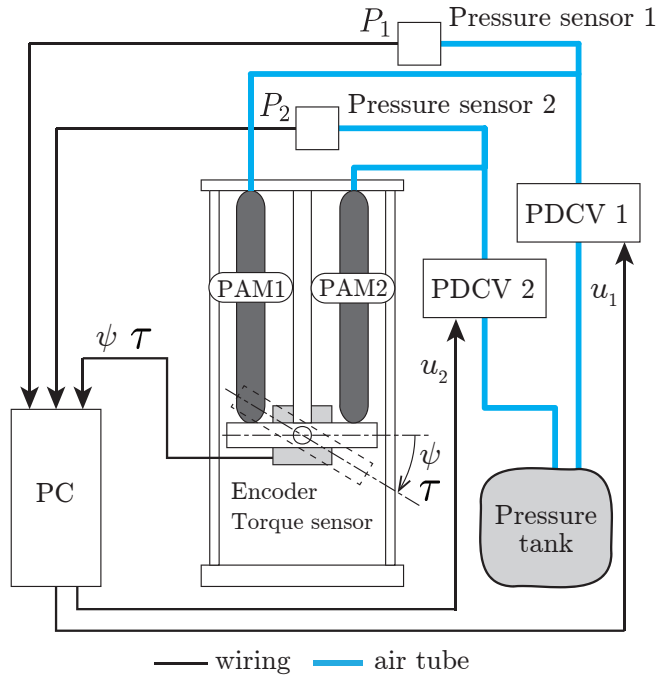 P1
Pressure sensor 1
P2
Pressure sensor 2
PDCV 1
PAM1
PAM2
PDCV 2
u1
ψ τ
u2
PC
ψ
τ
Encoder
Torque sensor
Pressure
tank
wiring
air tube